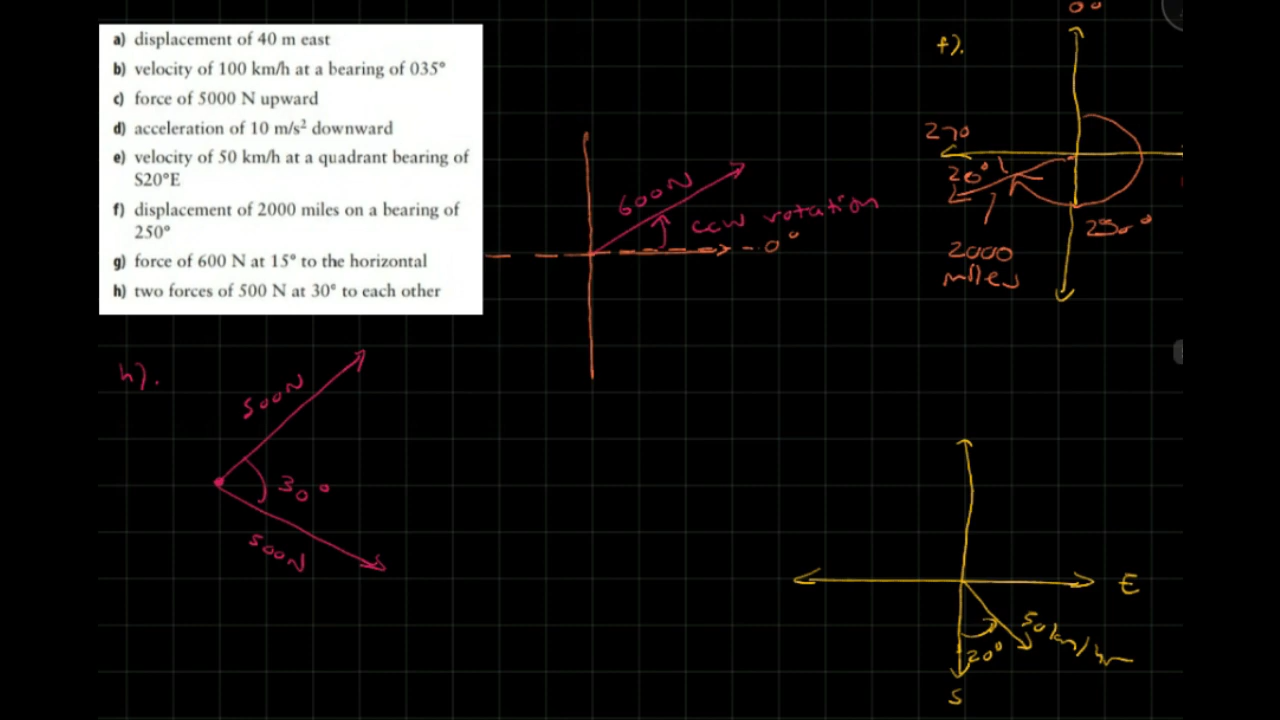 a) displacement of 40 m east
b) velocity of 100 km/h at a bearing of 035°
c) force of 5000 N upward
d) acceleration of 10 m/s² downward
e) velocity of 50 km/h at a quadrant bearing of
S20°E
f) displacement of 2000 miles on a bearing of
250°
g) force of 600 N at 15° to the horizontal
h) two forces of 500 N at 30° to each other
600N
ccw rotation
0°
f).
0°
270
20°
250°
2000
miles
h).
500N
30°
500N
E
50km/hr
20°
S